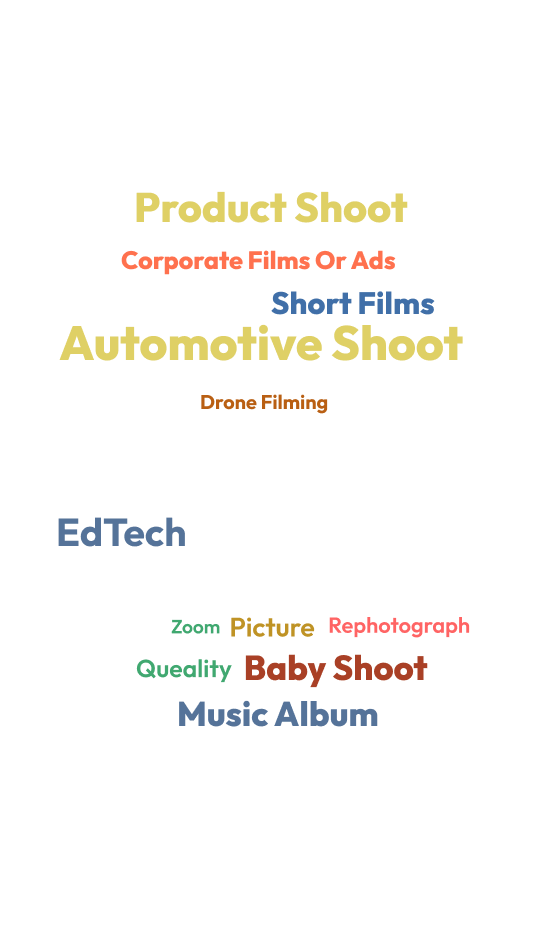 Product Shoot
Corporate Films Or Ads
Short Films
Automotive Shoot
Drone Filming
EdTech
Zoom Picture Rephotograph
Queality Baby Shoot
Music Album